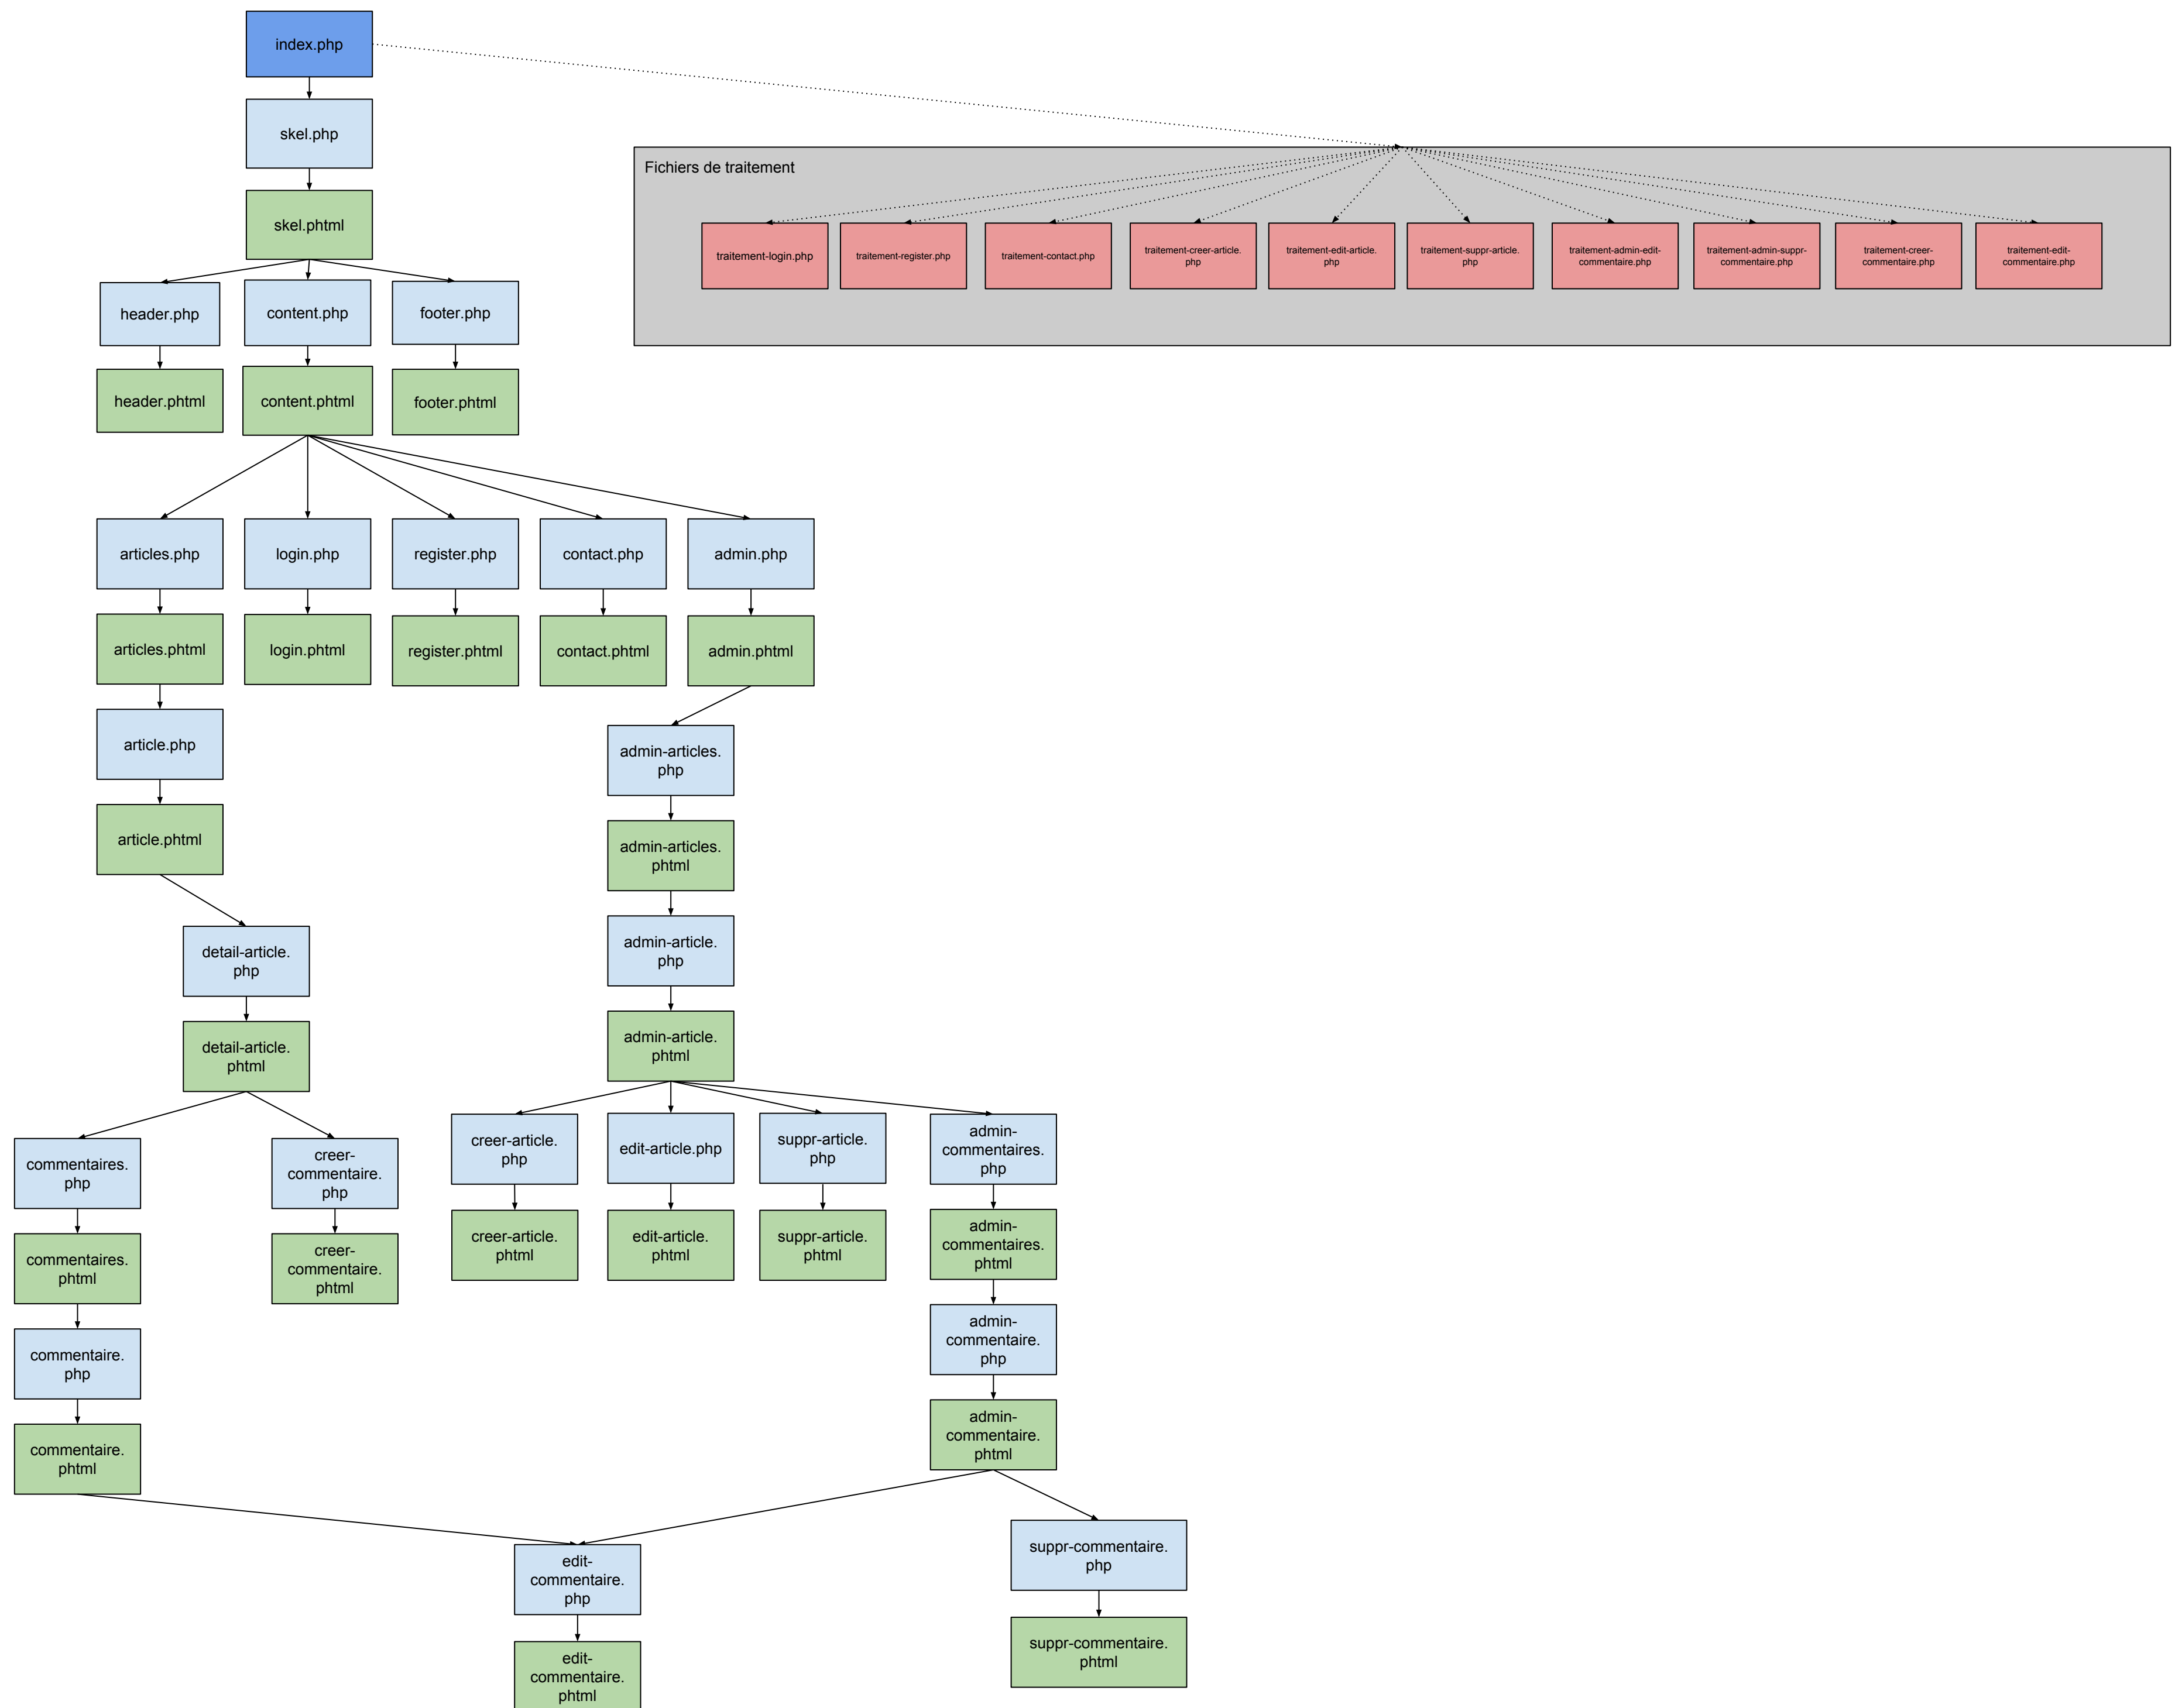 index.php
skel.php
skel.phtml
Fichiers de traitement
traitement-login.php
traitement-register.php
traitement-contact.php
traitement-creer-article.
php
traitement-edit-article.
php
traitement-suppr-article.
php
traitement-admin-edit-
commentaire.php
traitement-admin-suppr-
commentaire.php
traitement-creer-
commentaire.php
traitement-edit-
commentaire.php
header.php
content.php
footer.php
header.phtml
content.phtml
footer.phtml
articles.php
login.php
register.php
contact.php
admin.php
articles.phtml
login.phtml
register.phtml
contact.phtml
admin.phtml
article.php
admin-articles.
php
article.phtml
admin-articles.
phtml
detail-article.
php
admin-article.
php
detail-article.
phtml
admin-article.
phtml
commentaires.
php
creer-
commentaire.
php
creer-article.
php
edit-article.php
suppr-article.
php
admin-
commentaires.
php
commentaires.
phtml
creer-
commentaire.
phtml
creer-article.
phtml
edit-article.
phtml
suppr-article.
phtml
admin-
commentaires.
phtml
commentaire.
php
admin-
commentaire.
php
commentaire.
phtml
admin-
commentaire.
phtml
edit-
commentaire.
php
suppr-commentaire.
php
edit-
commentaire.
phtml
suppr-commentaire.
phtml